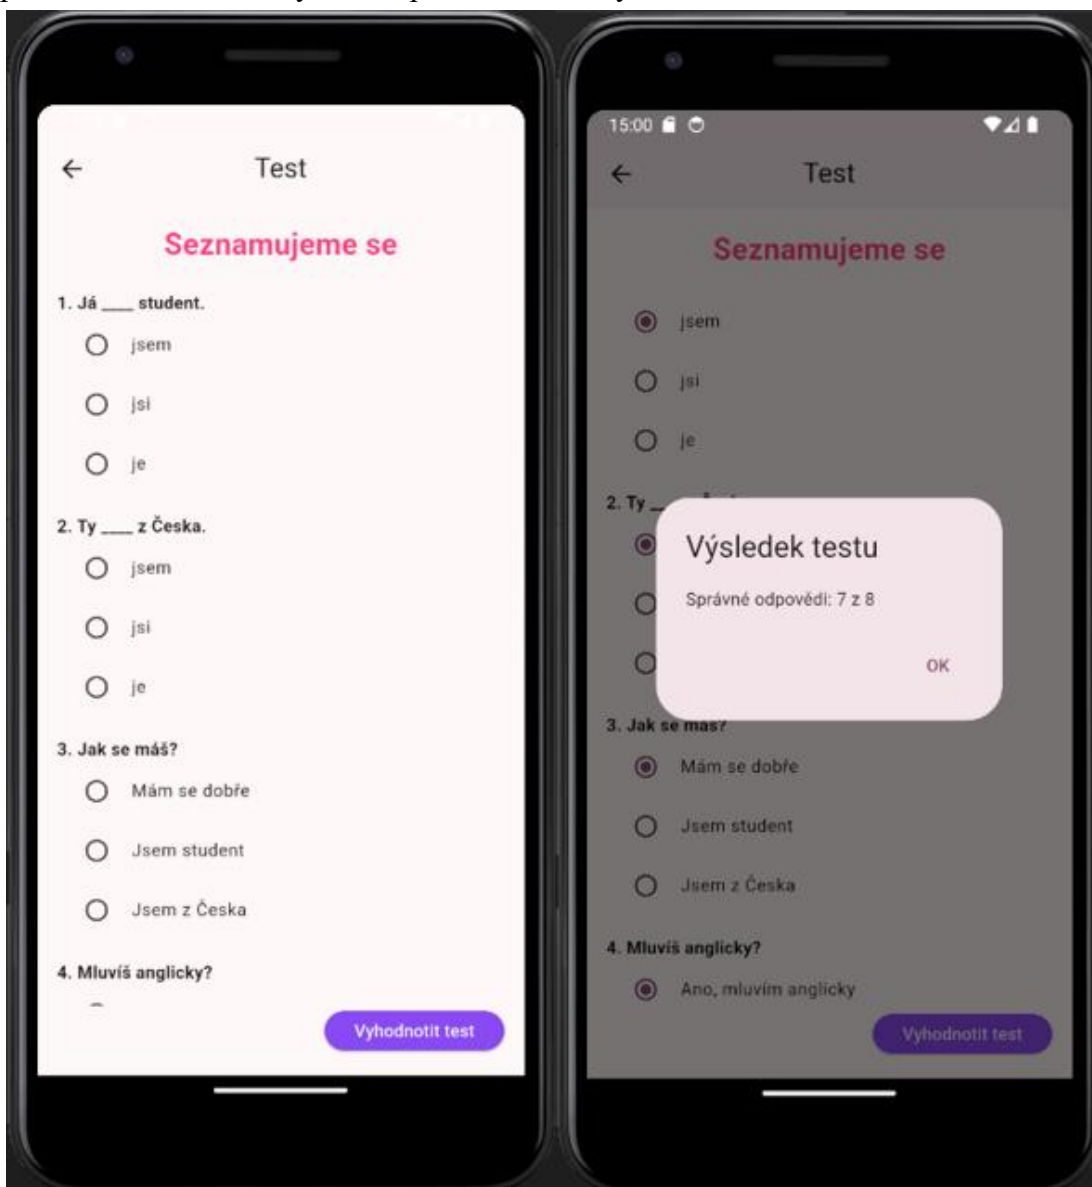 Test
Seznamujeme se
1. Já ____ student.
jsem
jsi
je
2. Ty ____ z Česka.
jsem
jsi
je
3. Jak se máš?
Mám se dobře
Jsem student
Jsem z Česka
4. Mluvíš anglicky?
Vyhodnotit test
15:00
Test
Seznamujeme se
jsem
jsi
je
2. Ty
Výsledek testu
Správné odpovědi: 7 z 8
OK
3. Jak se máš?
Mám se dobře
Jsem student
Jsem z Česka
4. Mluvíš anglicky?
Ano, mluvím anglicky
Vyhodnotit test